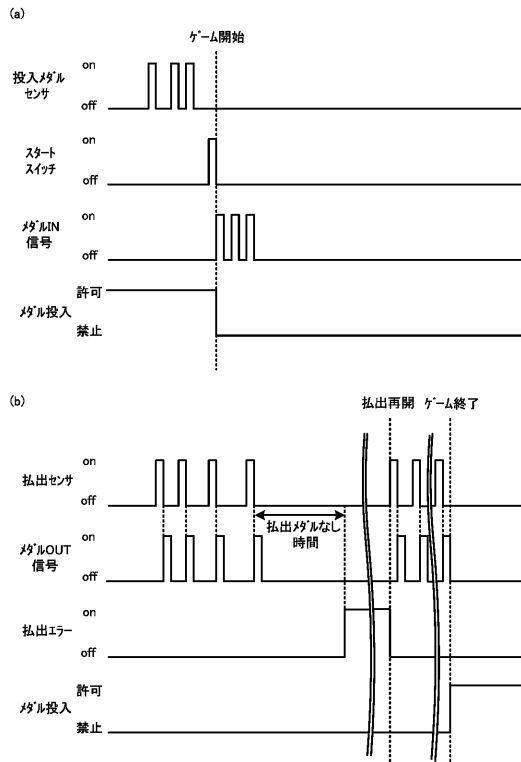 (a)
ゲーム開始
on
投入メダル
センサ
off
on
スタート
スイッチ
off
on
メダルIN
信号
off
許可
メダル投入
禁止
(b)
払出再開 ゲーム終了
on
払出センサ
off
払出メダルなし
時間
on
メダルOUT
信号
off
on
払出エラー
off
許可
メダル投入
禁止